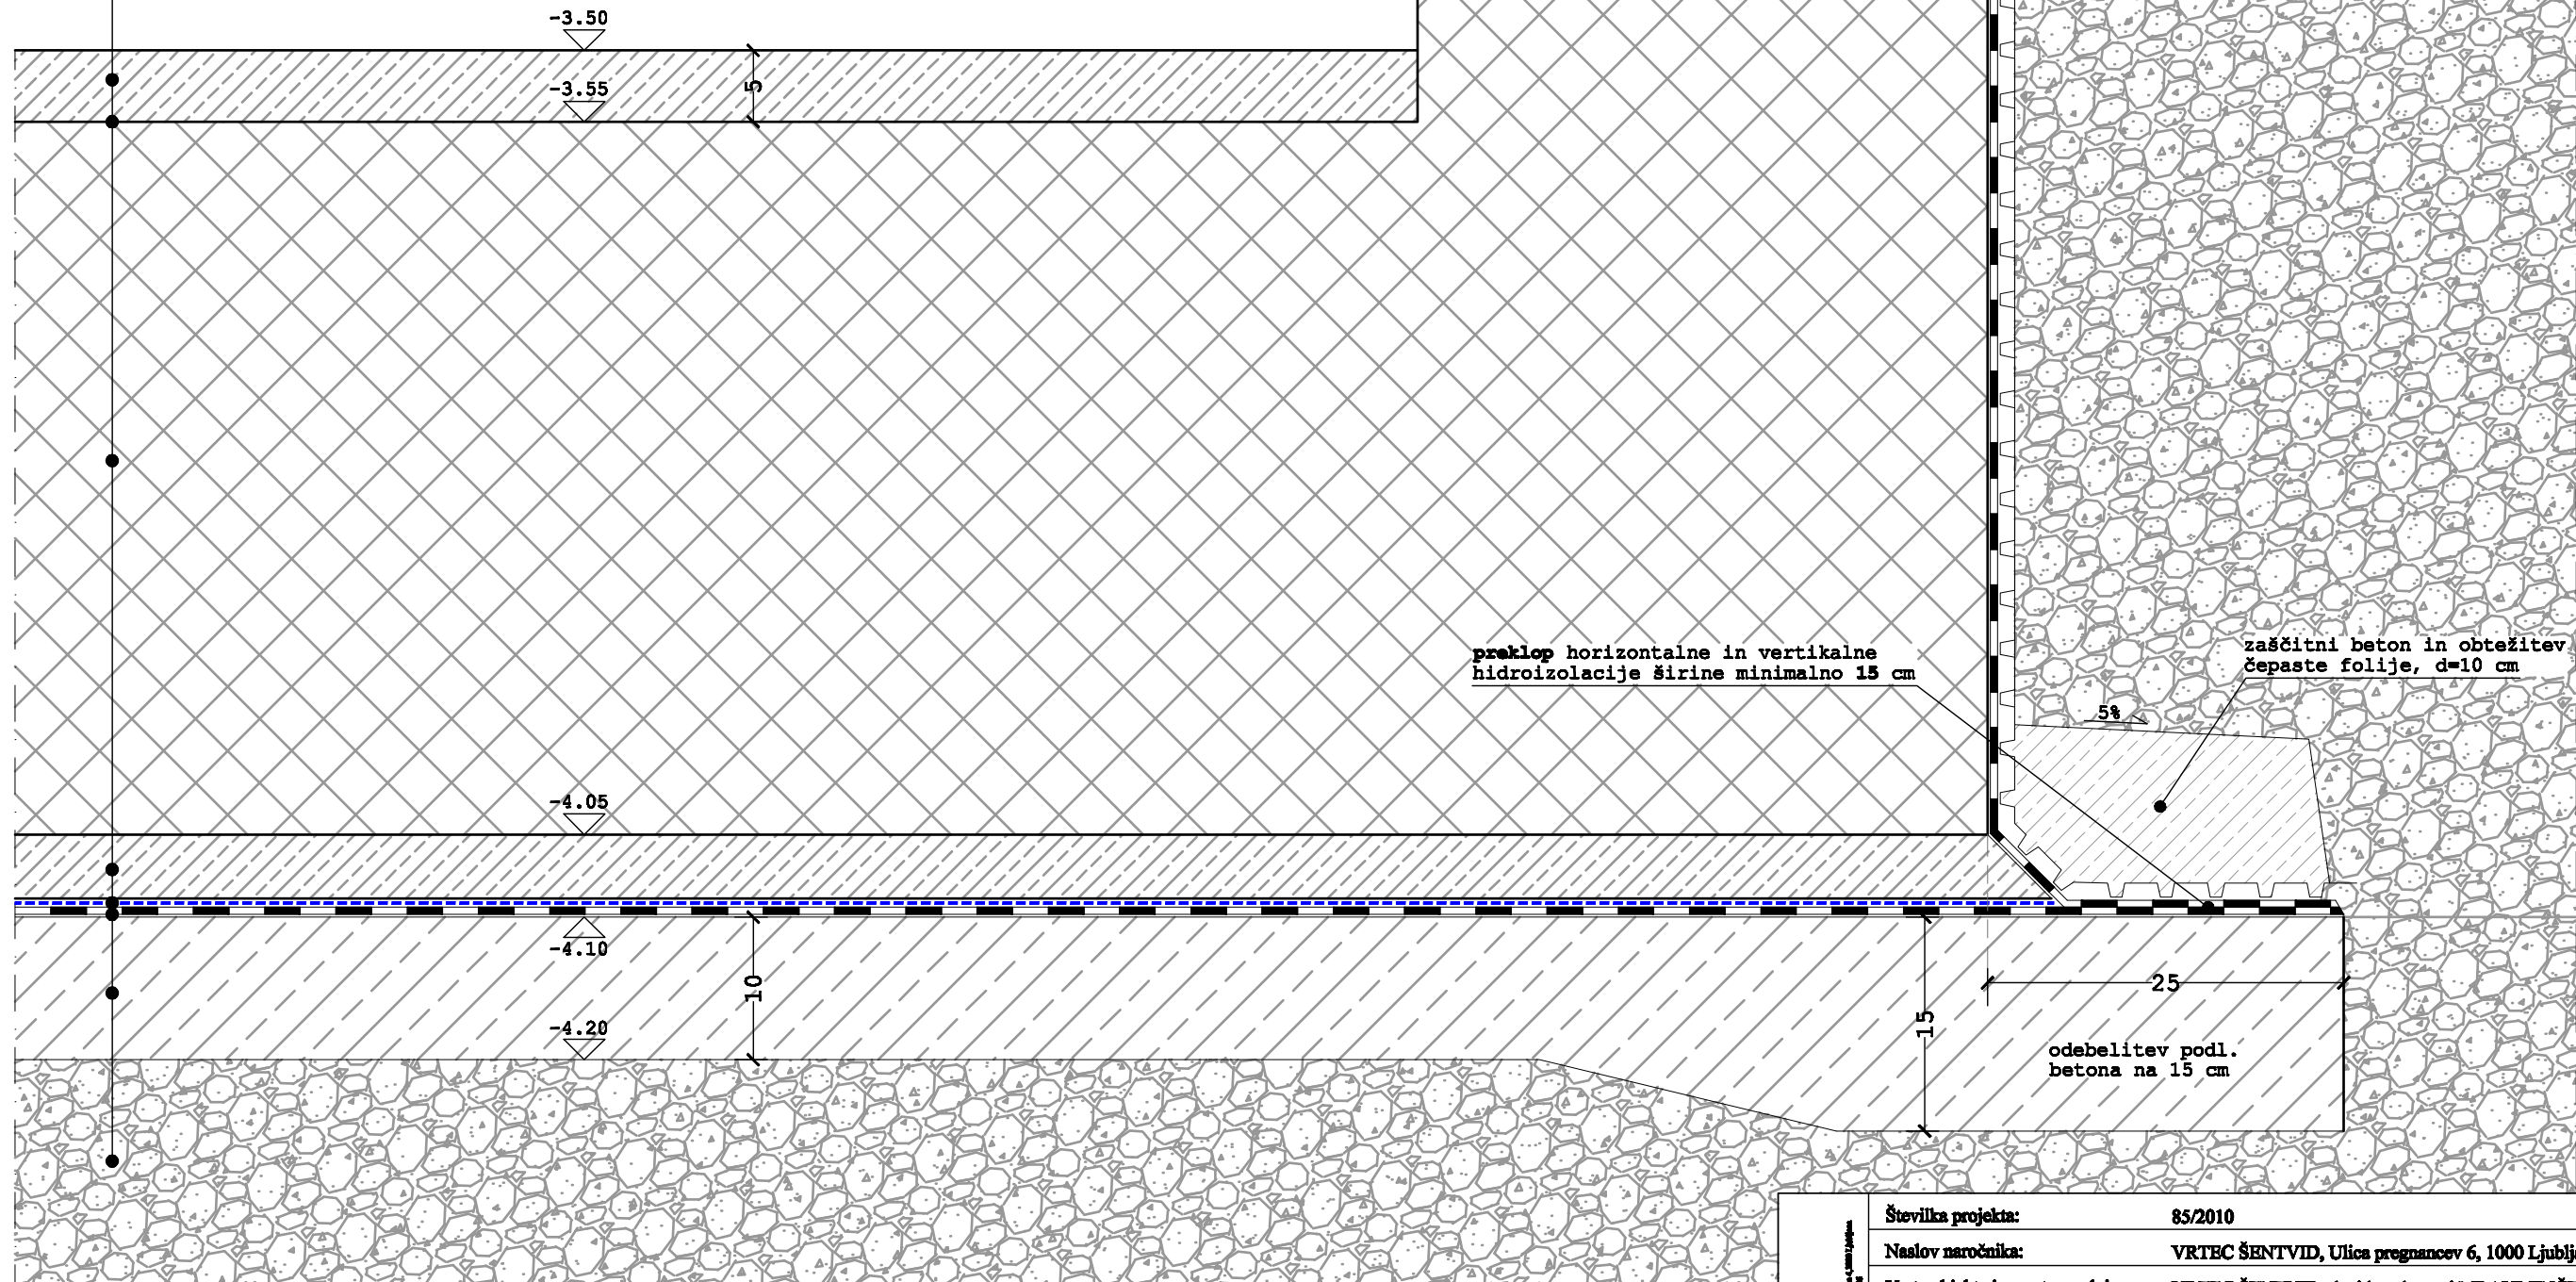 -3.50
-3.55
5
preklop horizontalne in vertikalne
hidroizolacije širine minimalno 15 cm
zaščitni beton in obtežitev
čepaste folije, d=10 cm
5%
-4.05
-4.10
10
-4.20
15
25
odebelitev podl.
betona na 15 cm
Številka projekta: 85/2010
Naslov naročnika: VRTEC ŠENTVID, Ulica pregnancev 6, 1000 Ljublj